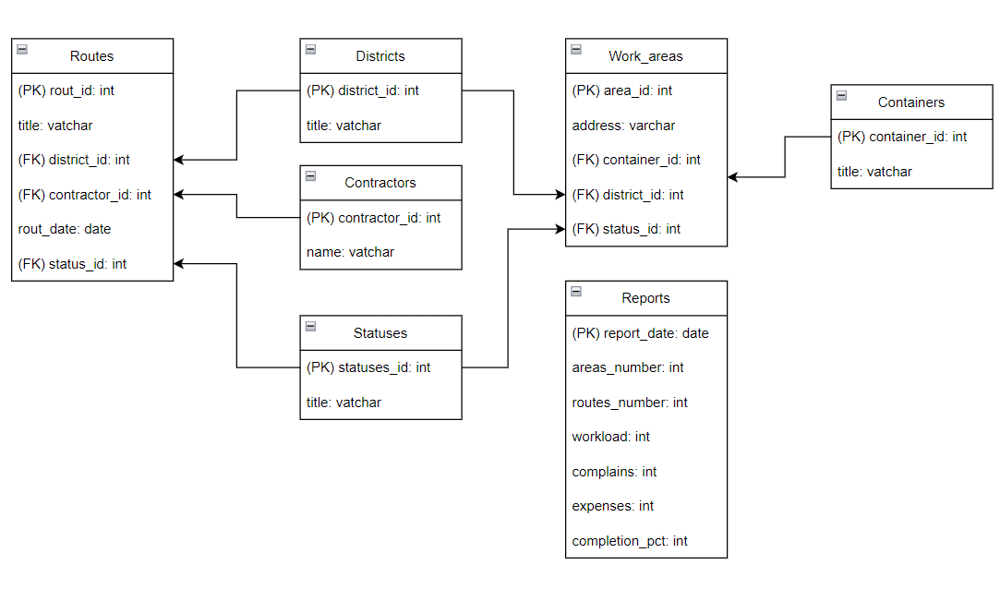 Routes
(PK) rout_id: int
title: vatchar
(FK) district_id: int
(FK) contractor_id: int
rout_date: date
(FK) status_id: int
Districts
(PK) district_id: int
title: vatchar
Contractors
(PK) contractor_id: int
name: vatchar
Statuses
(PK) statuses_id: int
title: vatchar
Work_areas
(PK) area_id: int
address: varchar
(FK) container_id: int
(FK) district_id: int
(FK) status_id: int
Reports
(PK) report_date: date
areas_number: int
routes_number: int
workload: int
complains: int
expenses: int
completion_pct: int
Containers
(PK) container_id: int
title: vatchar